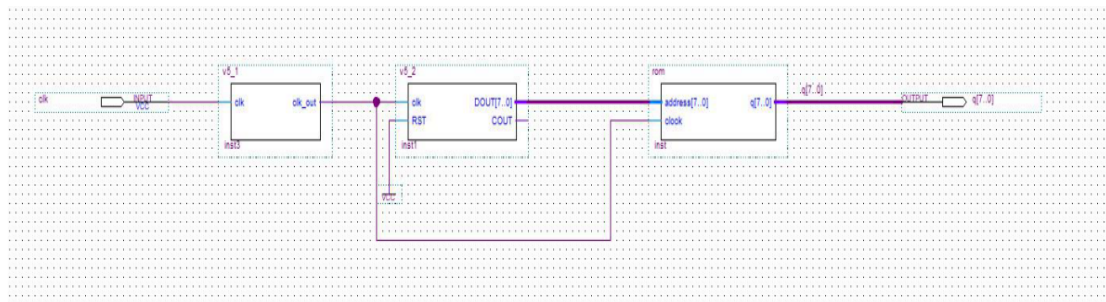 v5_1
v5_2
rom
clk
INPUT
VCC
clk
clk_out
clk
DOUT[7..0]
address[7..0]
q[7..0]
q[7..0]
OUTPUT
q[7..0]
RST
COUT
clock
inst3
inst1
inst
VCC